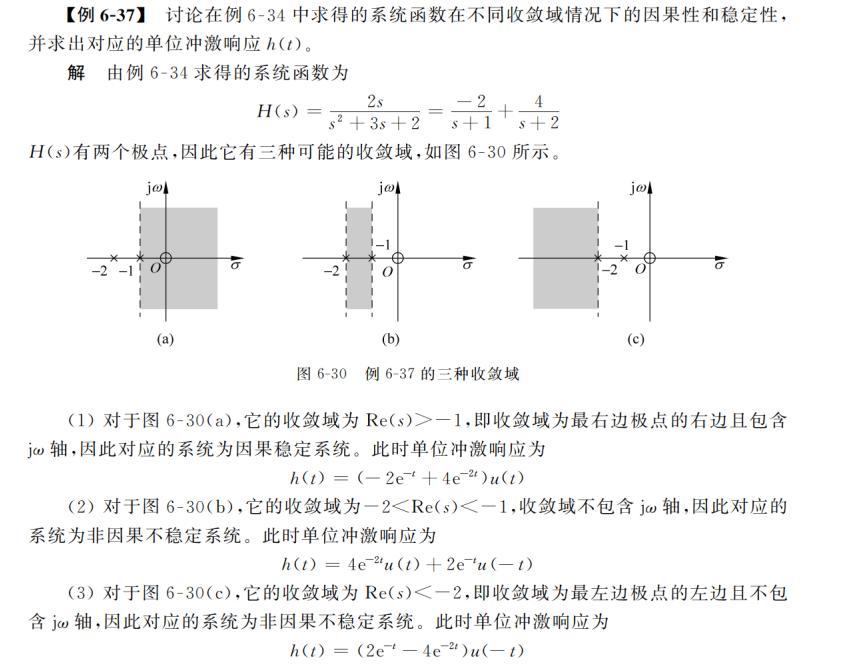 【例 6-37】 讨论在例 6-34 中求得的系统函数在不同收敛域情况下的因果性和稳定性，
并求出对应的单位冲激响应 h(t)。
解 由例 6-34 求得的系统函数为
H(s) = 2s / (s² + 3s + 2) = −2 / (s + 1) + 4 / (s + 2)
H(s)有两个极点，因此它有三种可能的收敛域，如图 6-30 所示。
jω jω jω
−2 −1 O σ −2 −1 O σ −2 −1 O σ
(a) (b) (c)
图 6-30 例 6-37 的三种收敛域
(1) 对于图 6-30(a)，它的收敛域为 Re(s)>−1，即收敛域为最右边极点的右边且包含
jω 轴，因此对应的系统为因果稳定系统。此时单位冲激响应为
h(t) = (−2e⁻ᵗ + 4e⁻²ᵗ)u(t)
(2) 对于图 6-30(b)，它的收敛域为−2<Re(s)<−1，收敛域不包含 jω 轴，因此对应的
系统为非因果不稳定系统。此时单位冲激响应为
h(t) = 4e⁻²ᵗu(t) + 2e⁻ᵗu(−t)
(3) 对于图 6-30(c)，它的收敛域为 Re(s)<−2，即收敛域为最左边极点的左边且不包
含 jω 轴，因此对应的系统为非因果不稳定系统。此时单位冲激响应为
h(t) = (2e⁻ᵗ − 4e⁻²ᵗ)u(−t)